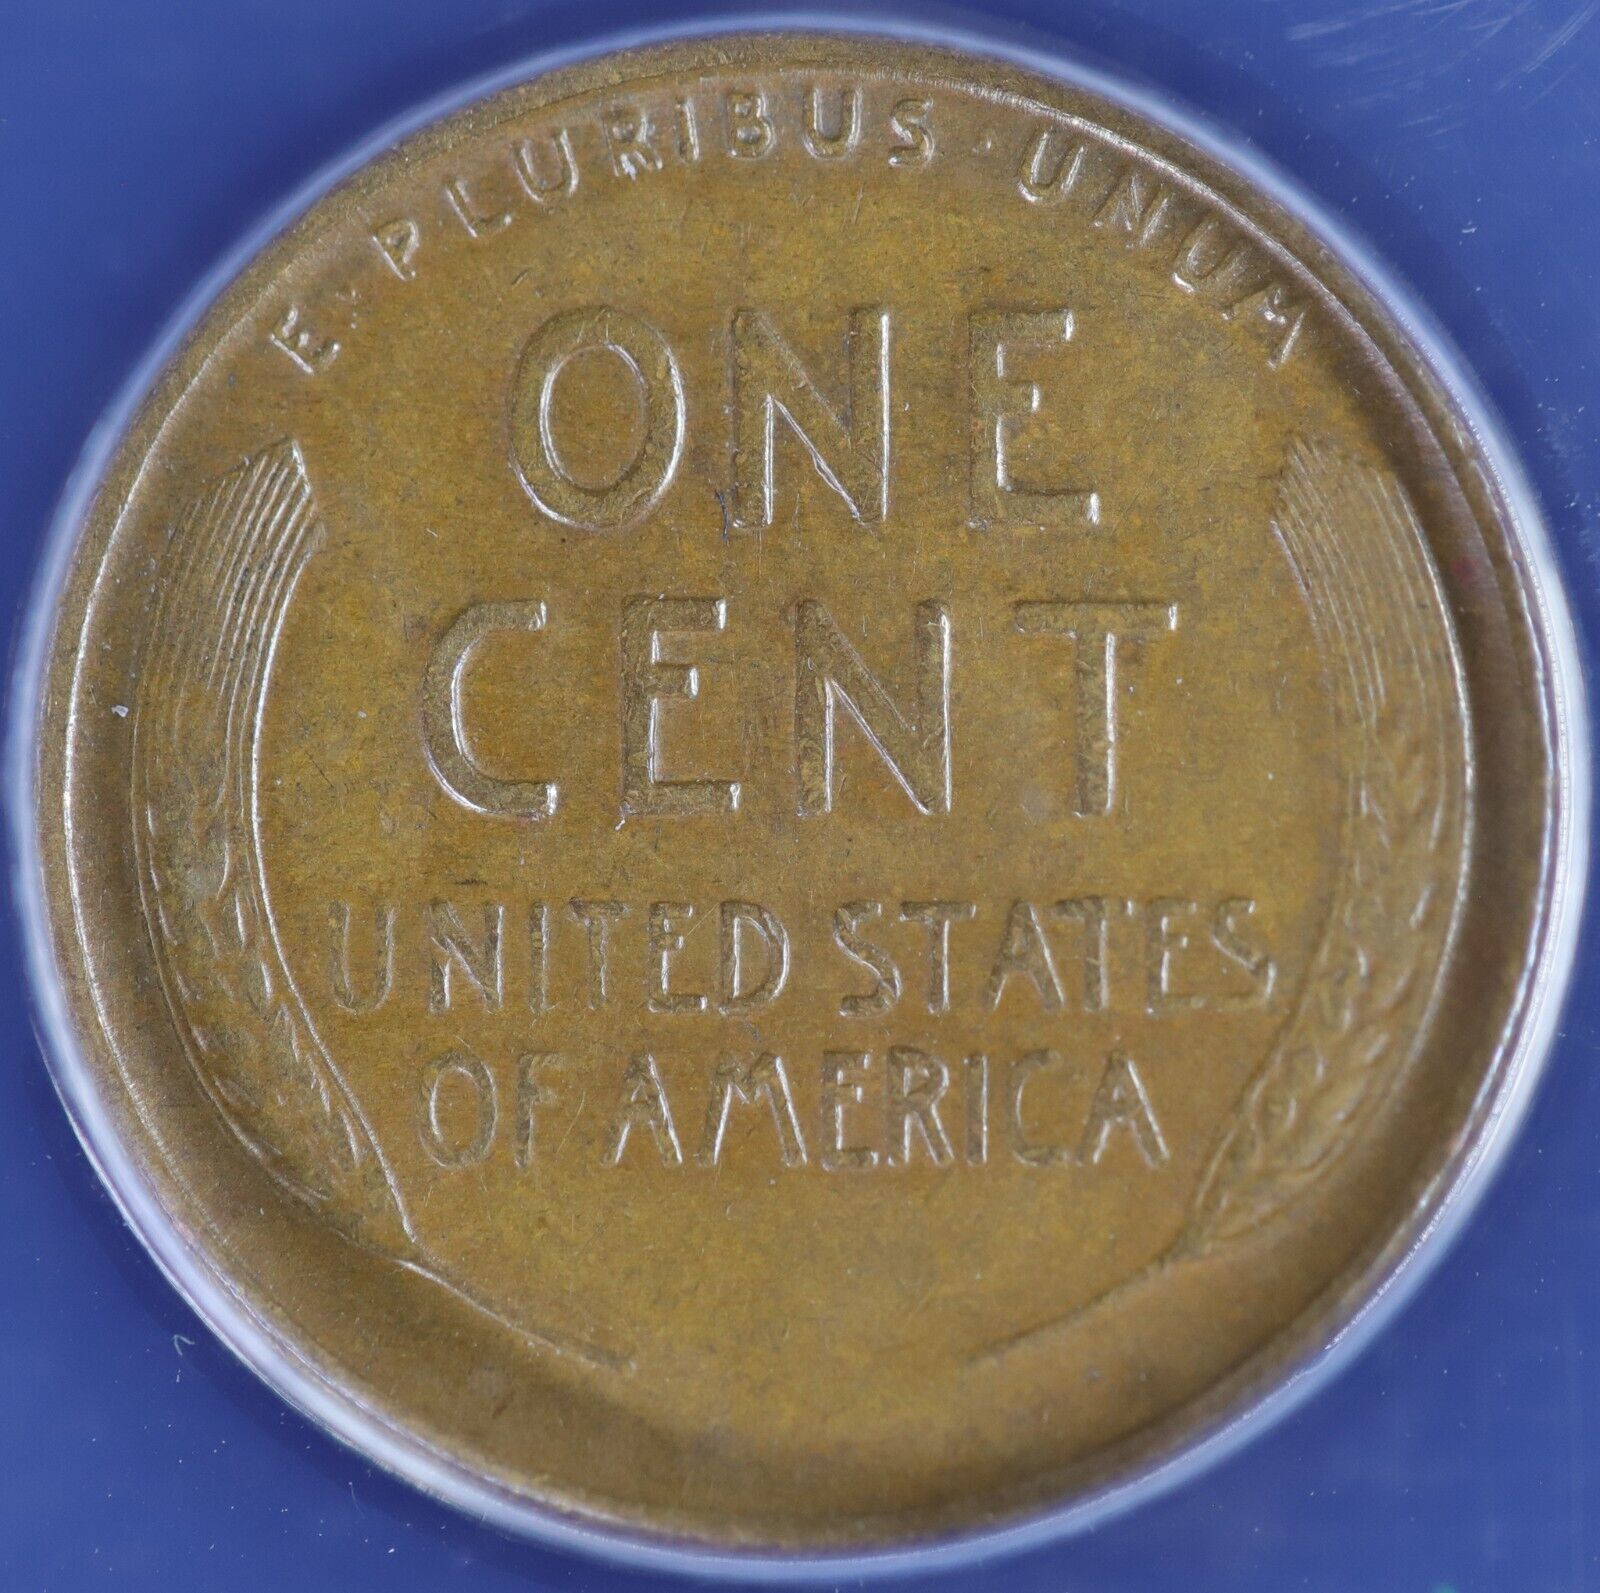 E·PLURIBUS·UNUM
ONE
CENT
UNITED STATES
OF AMERICA